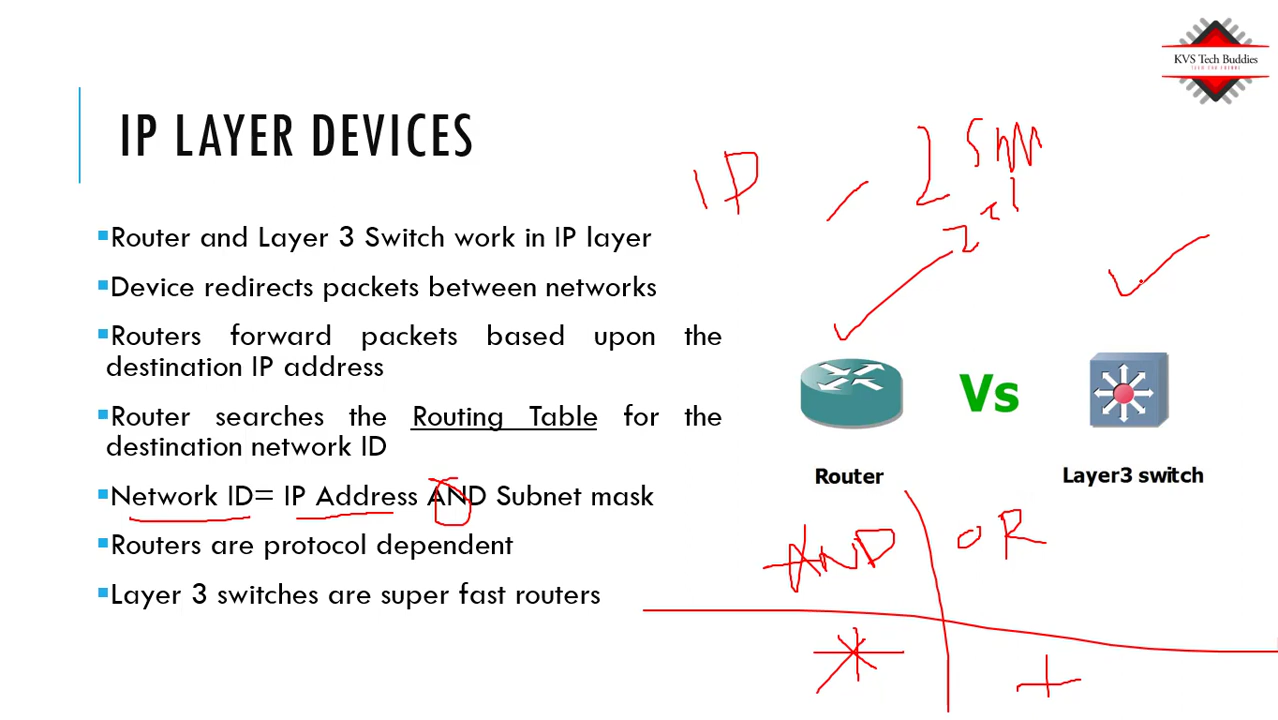 KVS Tech Buddies
IP LAYER DEVICES
IP
Router and Layer 3 Switch work in IP layer
Device redirects packets between networks
Routers forward packets based upon the
destination IP address
Router searches the Routing Table for the
destination network ID
Network ID= IP Address AND Subnet mask
Routers are protocol dependent
Layer 3 switches are super fast routers
Vs
Router
Layer3 switch
AND
OR
*
+